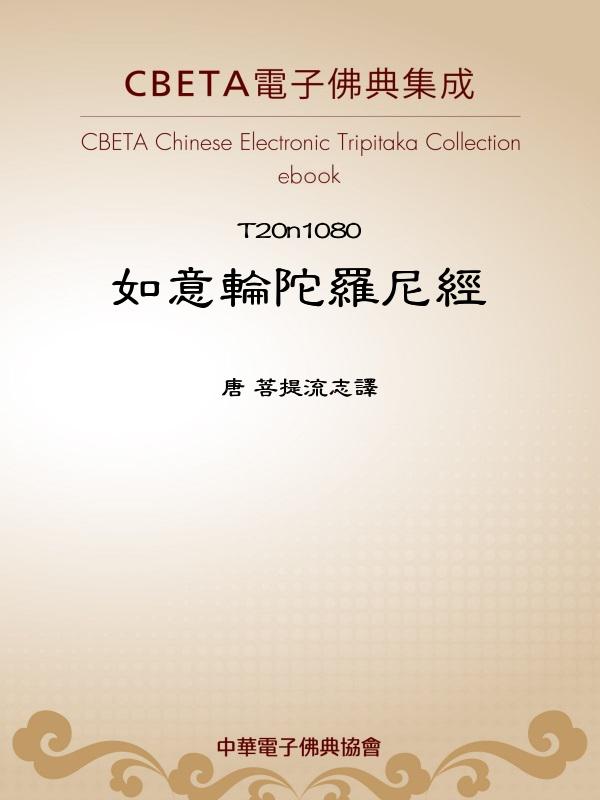 CBETA電子佛典集成
CBETA Chinese Electronic Tripitaka Collection
ebook
T20n1080
如意輪陀羅尼經
唐 菩提流志譯
中華電子佛典協會